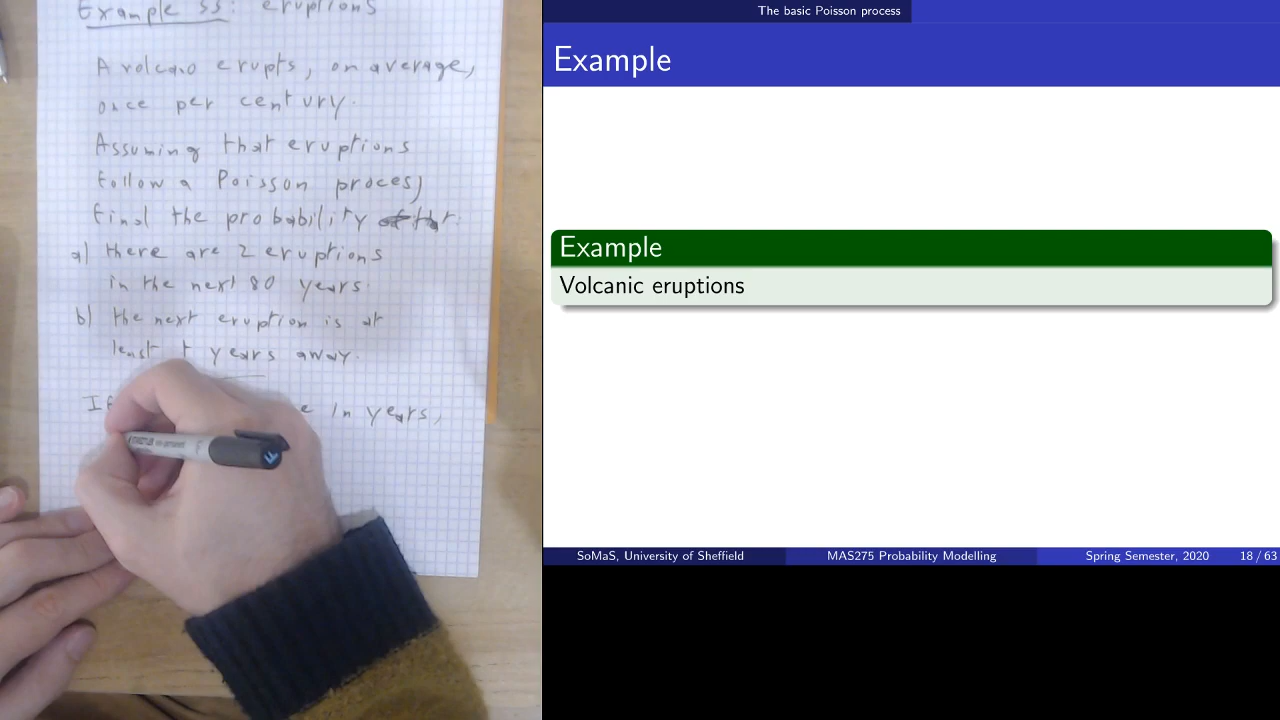 Example 55: eruptions
A volcano erupts, on average,
once per century.
Assuming that eruptions
follow a Poisson process
find the probability that:
a) there are 2 eruptions
in the next 80 years.
b) the next eruption is at
least t years away.
If in years,
The basic Poisson process
Example
Example
Volcanic eruptions
SoMaS, University of Sheffield
MAS275 Probability Modelling
Spring Semester, 2020
18 / 63